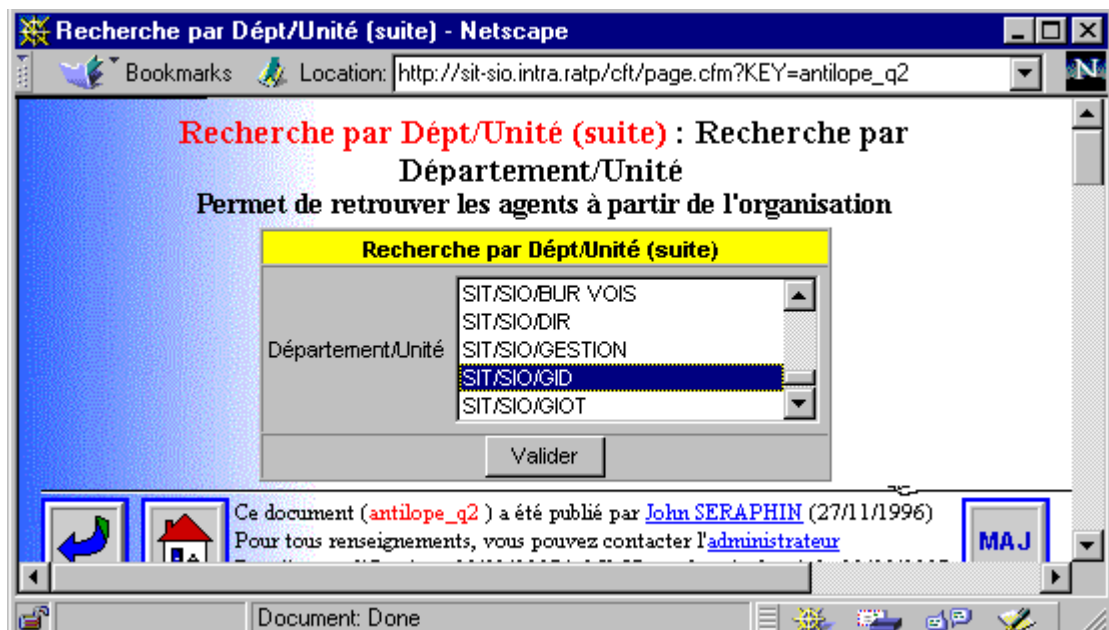 Recherche par Dépt/Unité (suite) - Netscape
Bookmarks Location: http://sit-sio.intra.ratp/cft/page.cfm?KEY=antilope_q2
N
Recherche par Dépt/Unité (suite) : Recherche par
Département/Unité
Permet de retrouver les agents à partir de l'organisation
Recherche par Dépt/Unité (suite)
Département/Unité
SIT/SIO/BUR VOIS
SIT/SIO/DIR
SIT/SIO/GESTION
SIT/SIO/GID
SIT/SIO/GIOT
Valider
Ce document (antilope_q2 ) a été publié par John SERAPHIN (27/11/1996)
Pour tous renseignements, vous pouvez contacter l'administrateur
MAJ
Document: Done